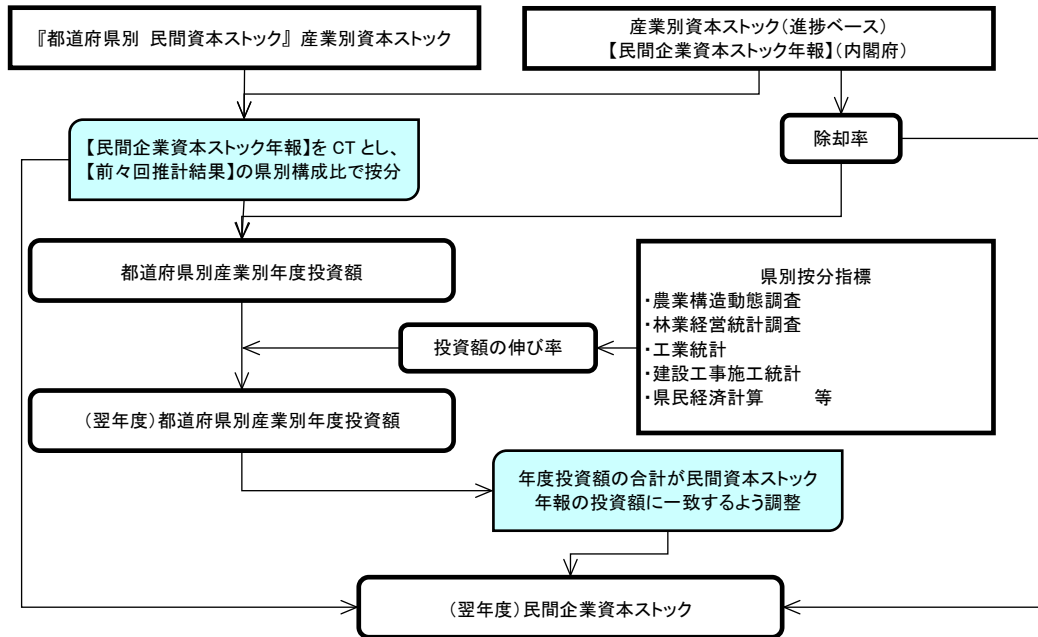 『都道府県別 民間資本ストック』 産業別資本ストック
産業別資本ストック（進捗ベース）
【民間企業資本ストック年報】（内閣府）
【民間企業資本ストック年報】を CT とし、
【前々回推計結果】の県別構成比で按分
除却率
都道府県別産業別年度投資額
県別按分指標
・農業構造動態調査
・林業経営統計調査
・工業統計
・建設工事施工統計
・県民経済計算　　　等
投資額の伸び率
（翌年度）都道府県別産業別年度投資額
年度投資額の合計が民間資本ストック
年報の投資額に一致するよう調整
（翌年度）民間企業資本ストック